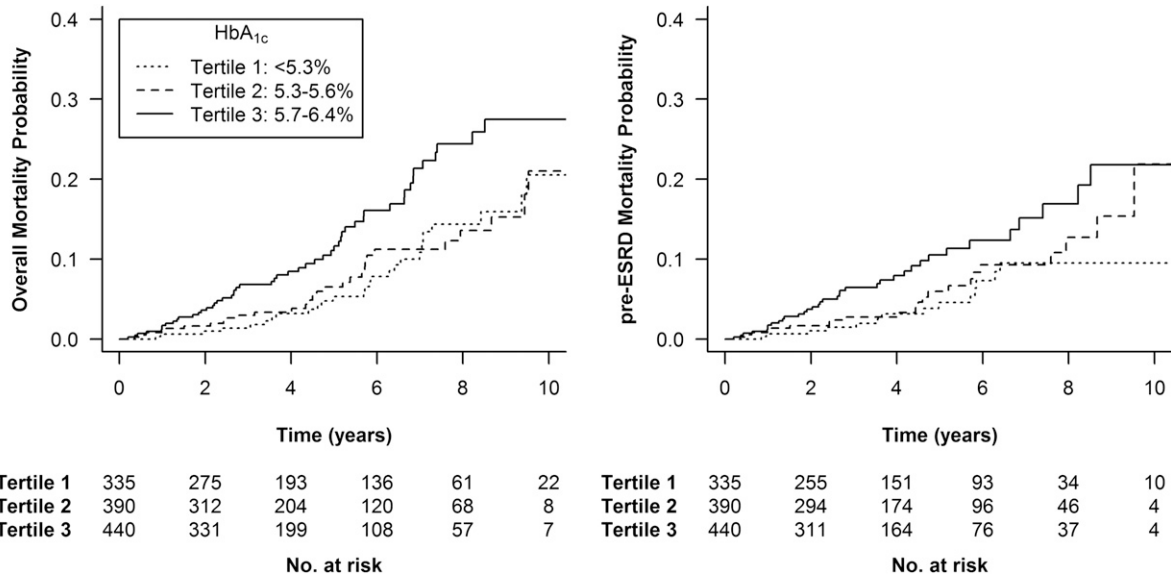 Overall Mortality Probability
0.4
0.3
0.2
0.1
0.0
HbA1c
Tertile 1: <5.3%
Tertile 2: 5.3-5.6%
Tertile 3: 5.7-6.4%
0 2 4 6 8 10
Time (years)
Tertile 1 335 275 193 136 61 22
Tertile 2 390 312 204 120 68 8
Tertile 3 440 331 199 108 57 7
No. at risk
pre-ESRD Mortality Probability
0.4
0.3
0.2
0.1
0.0
0 2 4 6 8 10
Time (years)
Tertile 1 335 255 151 93 34 10
Tertile 2 390 294 174 96 46 4
Tertile 3 440 311 164 76 37 4
No. at risk